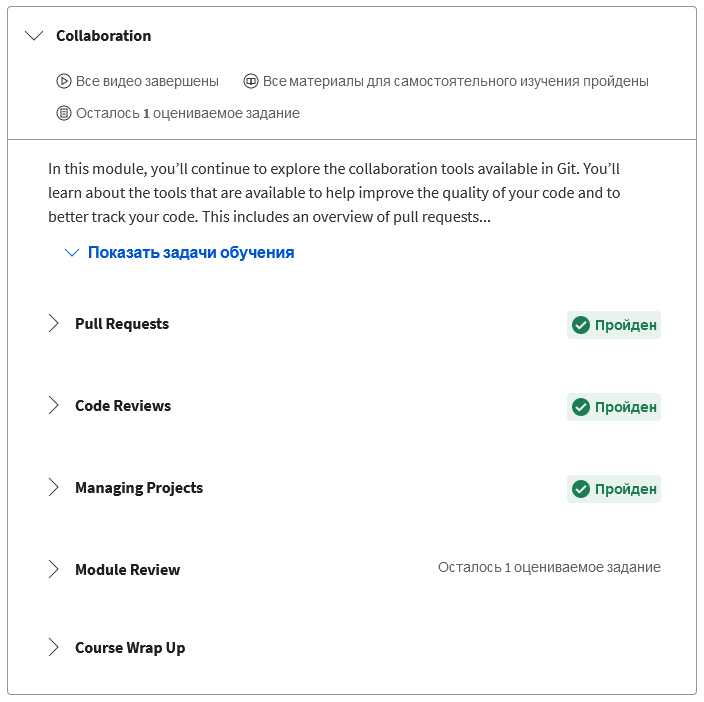 Collaboration
Все видео завершены Все материалы для самостоятельного изучения пройдены
Осталось 1 оцениваемое задание
In this module, you’ll continue to explore the collaboration tools available in Git. You’ll
learn about the tools that are available to help improve the quality of your code and to
better track your code. This includes an overview of pull requests...
Показать задачи обучения
Pull Requests Пройден
Code Reviews Пройден
Managing Projects Пройден
Module Review Осталось 1 оцениваемое задание
Course Wrap Up